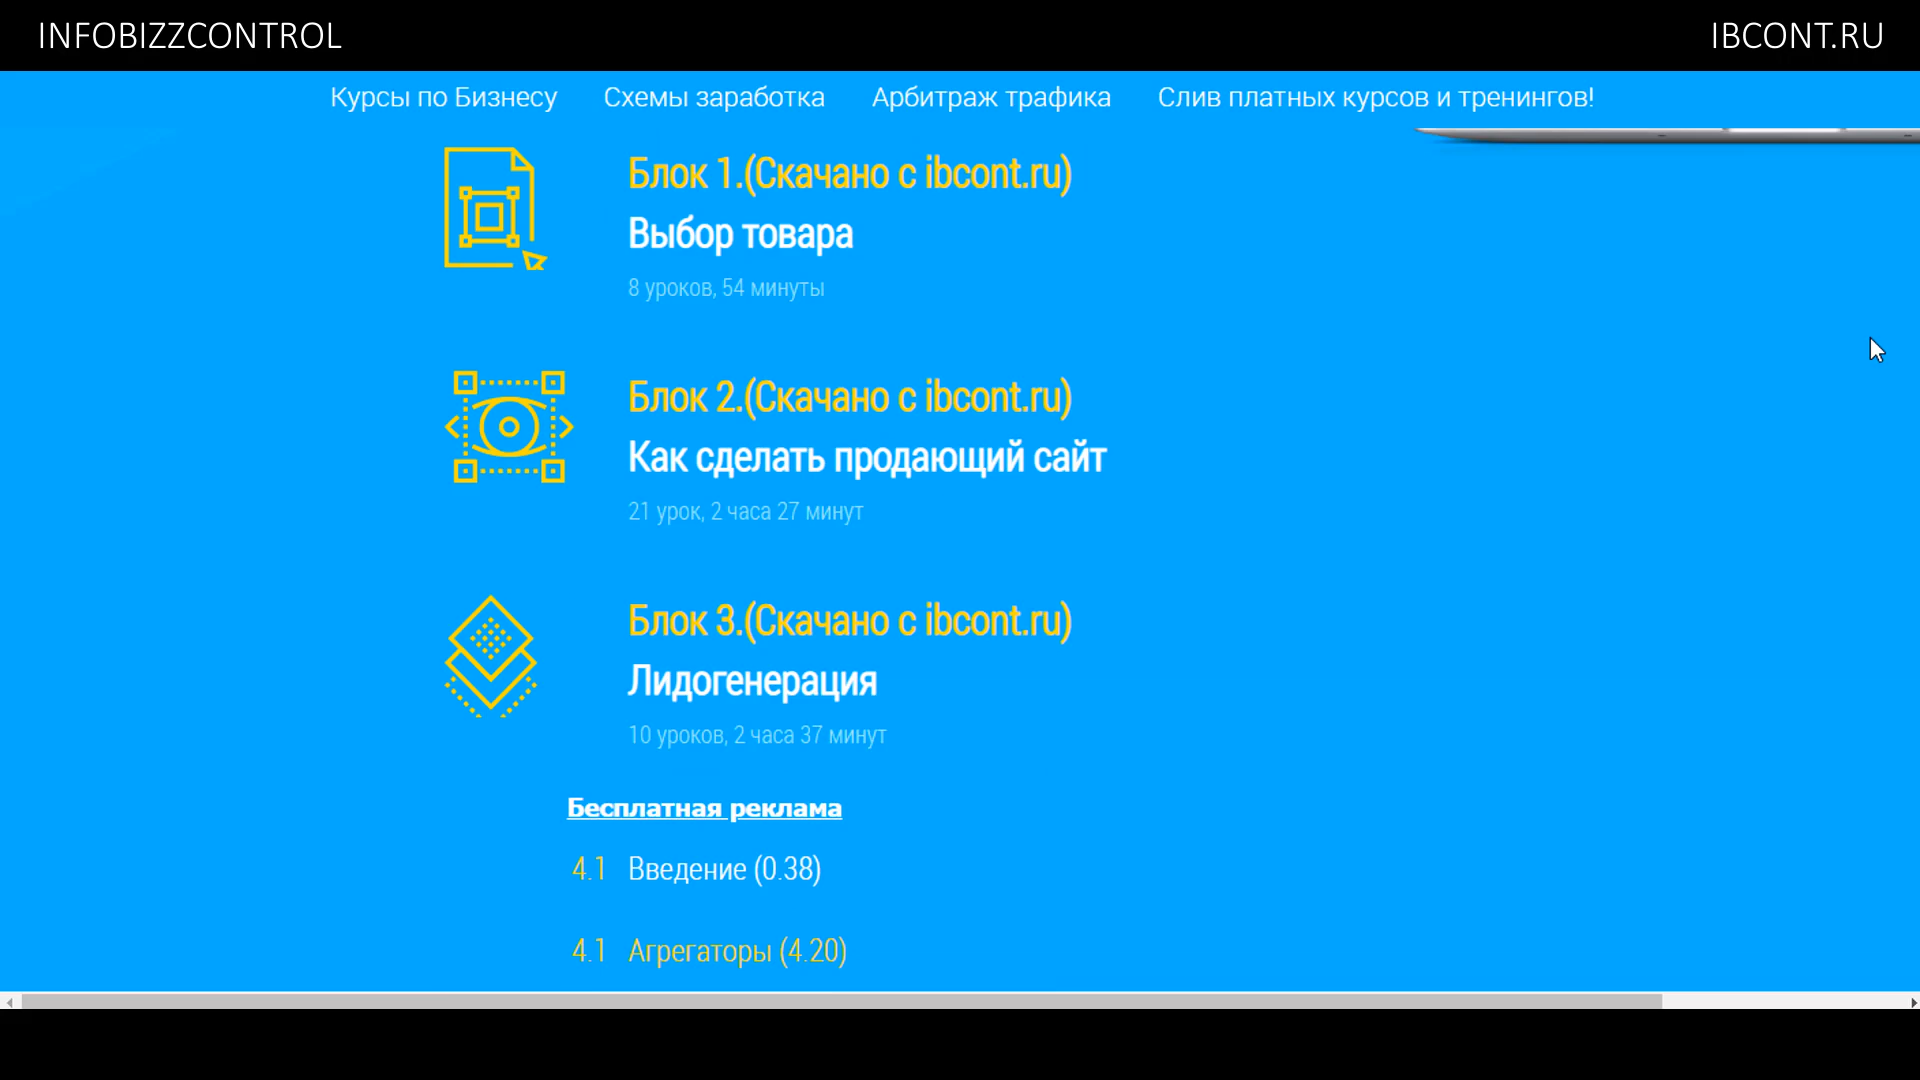 INFOBIZZCONTROL
IBCONT.RU
Курсы по Бизнесу Схемы заработка Арбитраж трафика Слив платных курсов и тренингов!
Блок 1.(Скачано с ibcont.ru)
Выбор товара
8 уроков, 54 минуты
Блок 2.(Скачано с ibcont.ru)
Как сделать продающий сайт
21 урок, 2 часа 27 минут
Блок 3.(Скачано с ibcont.ru)
Лидогенерация
10 уроков, 2 часа 37 минут
Бесплатная реклама
4.1 Введение (0.38)
4.1 Агрегаторы (4.20)